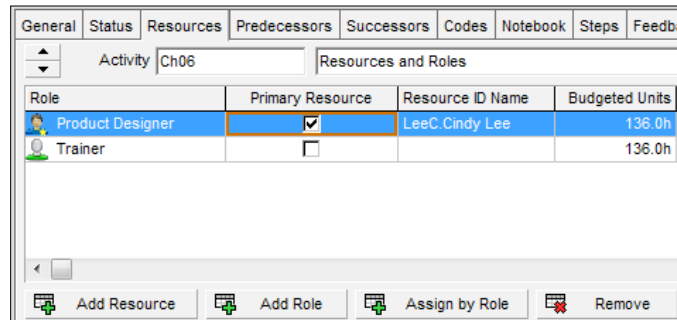 General Status Resources Predecessors Successors Codes Notebook Steps Feedb
Activity Ch06 Resources and Roles
Role Primary Resource Resource ID Name Budgeted Units
Product Designer LeeC.Cindy Lee 136.0h
Trainer 136.0h
Add Resource Add Role Assign by Role Remove